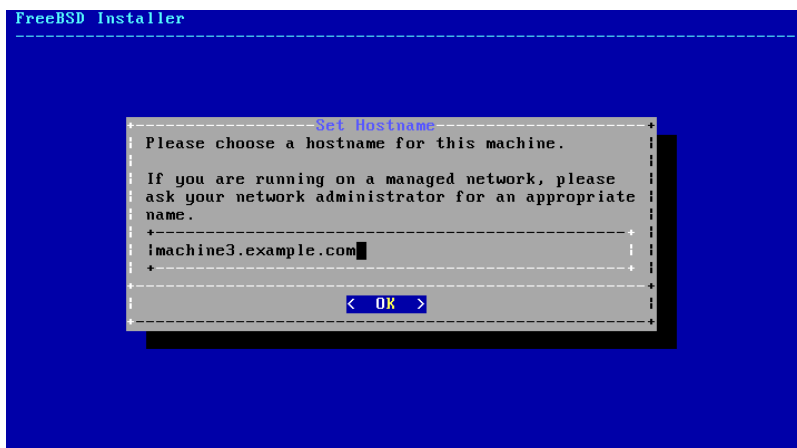 FreeBSD Installer
Set Hostname
Please choose a hostname for this machine.
If you are running on a managed network, please
ask your network administrator for an appropriate
name.
machine3.example.com
< OK >